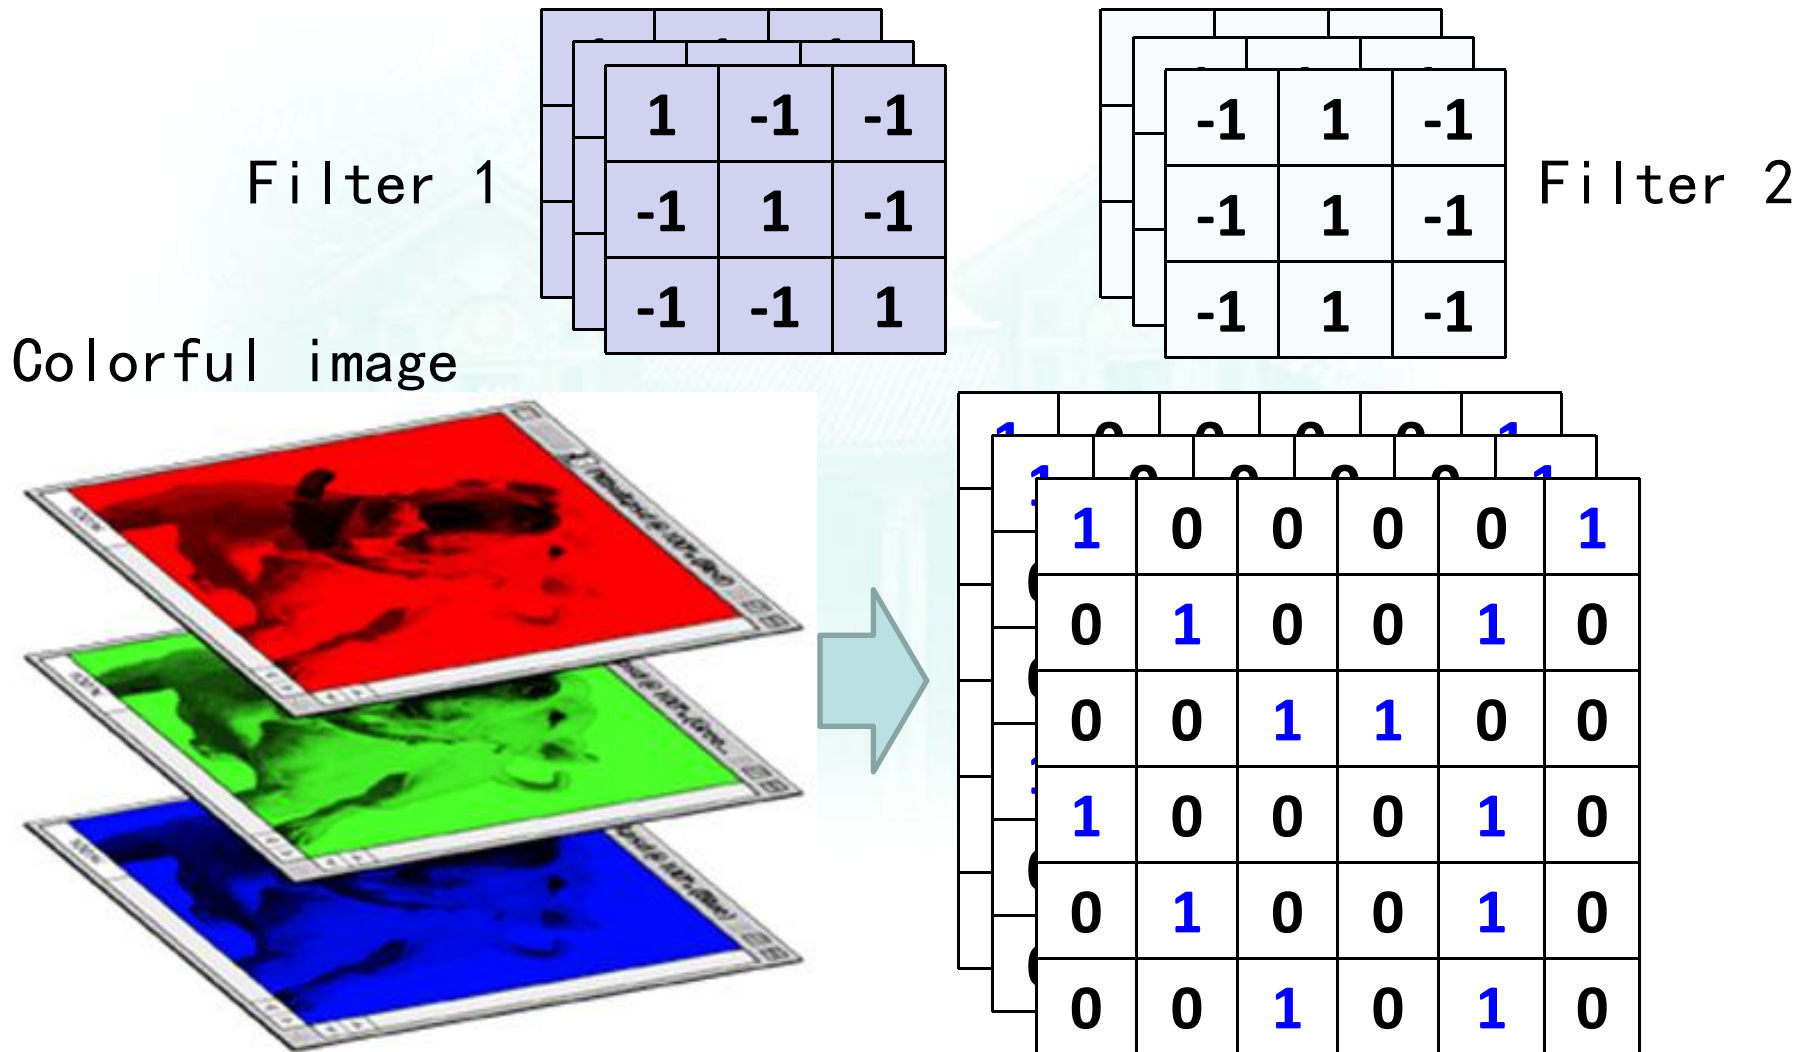 1 -1 -1
-1 1 -1
-1 -1 1
Filter 1
-1 1 -1
-1 1 -1
-1 1 -1
Filter 2
Colorful image
1 0 0 0 0 1
0 1 0 0 1 0
0 0 1 1 0 0
1 0 0 0 1 0
0 1 0 0 1 0
0 0 1 0 1 0